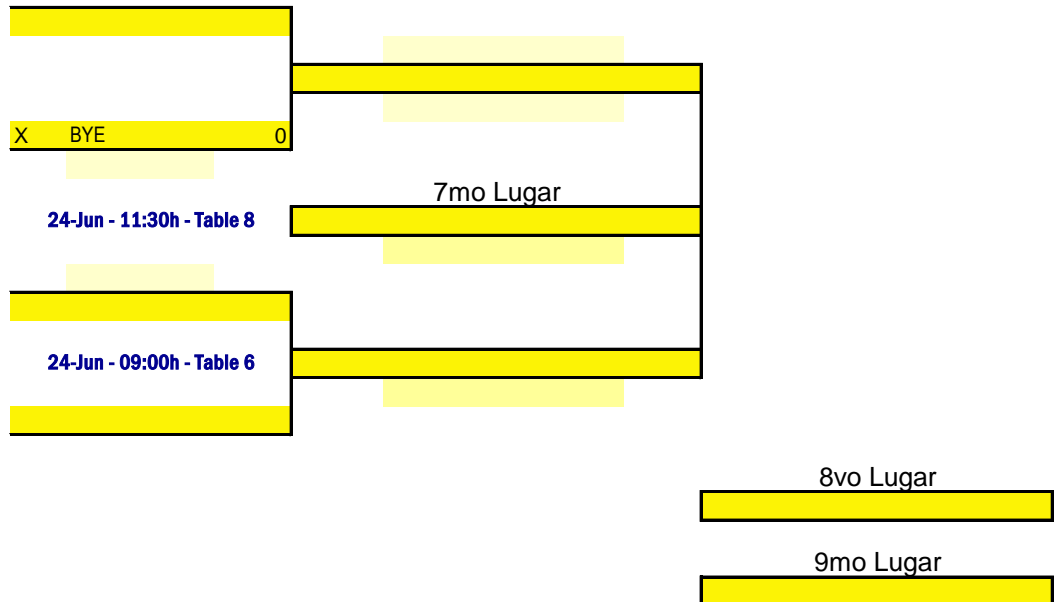 X BYE 0
7mo Lugar
24-Jun - 11:30h - Table 8
24-Jun - 09:00h - Table 6
8vo Lugar
9mo Lugar